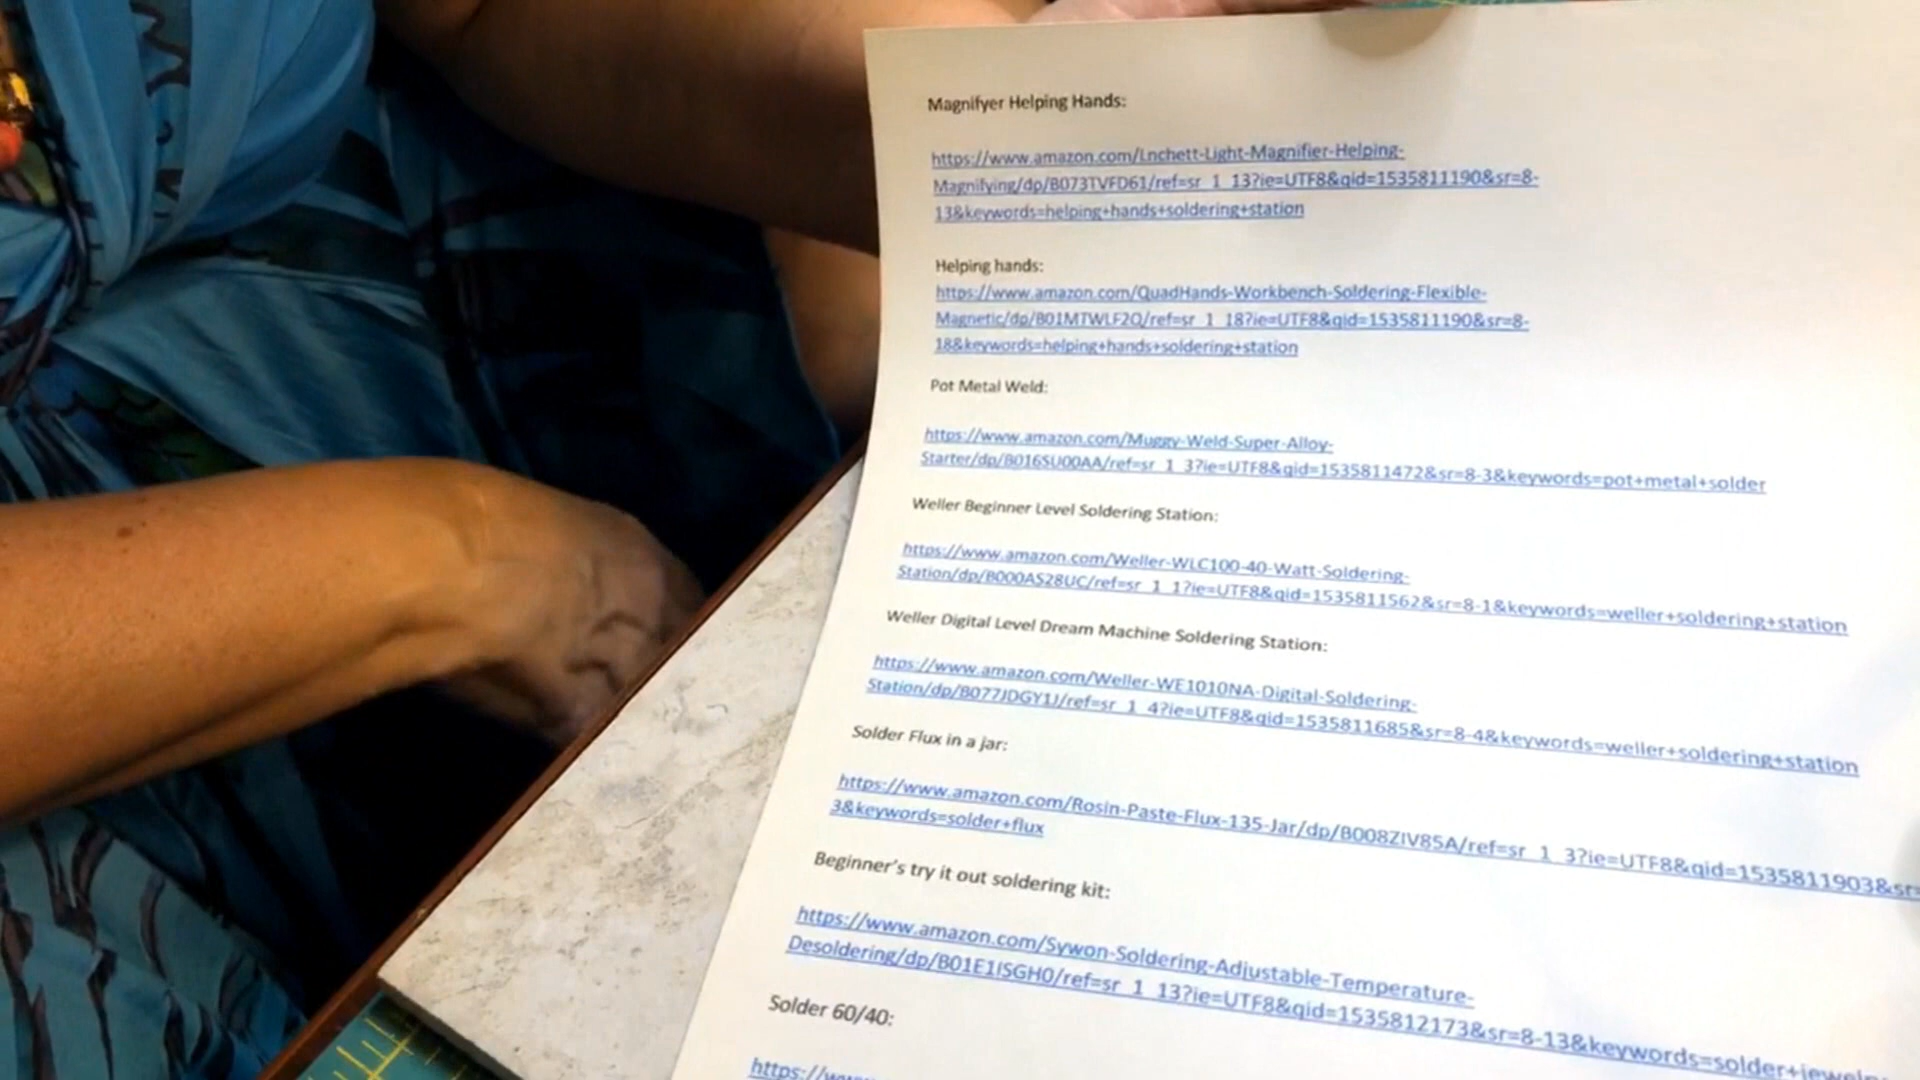 Magnifyer Helping Hands:
https://www.amazon.com/Lnchett-Light-Magnifier-Helping-
Magnifying/dp/B073TVFD61/ref=sr_1_13?ie=UTF8&qid=1535811190&sr=8-
13&keywords=helping+hands+soldering+station
Helping hands:
https://www.amazon.com/QuadHands-Workbench-Soldering-Flexible-
Magnetic/dp/B01MTWLF2Q/ref=sr_1_18?ie=UTF8&qid=1535811190&sr=8-
18&keywords=helping+hands+soldering+station
Pot Metal Weld:
https://www.amazon.com/Muggy-Weld-Super-Alloy-
Starter/dp/B016SU00AA/ref=sr_1_3?ie=UTF8&qid=1535811472&sr=8-3&keywords=pot+metal+solder
Weller Beginner Level Soldering Station:
https://www.amazon.com/Weller-WLC100-40-Watt-Soldering-
Station/dp/B000AS28UC/ref=sr_1_1?ie=UTF8&qid=1535811562&sr=8-1&keywords=weller+soldering+station
Weller Digital Level Dream Machine Soldering Station:
https://www.amazon.com/Weller-WE1010NA-Digital-Soldering-
Station/dp/B077JDGY1J/ref=sr_1_4?ie=UTF8&qid=1535811685&sr=8-4&keywords=weller+soldering+station
Solder Flux in a jar:
https://www.amazon.com/Rosin-Paste-Flux-135-Jar/dp/B008ZIV85A/ref=sr_1_3?ie=UTF8&qid=1535811903&sr=
3&keywords=solder+flux
Beginner's try it out soldering kit:
https://www.amazon.com/Sywon-Soldering-Adjustable-Temperature-
Desoldering/dp/B01E1ISGH0/ref=sr_1_13?ie=UTF8&qid=1535812173&sr=8-13&keywords=solder+jewelr
Solder 60/40:
https://www